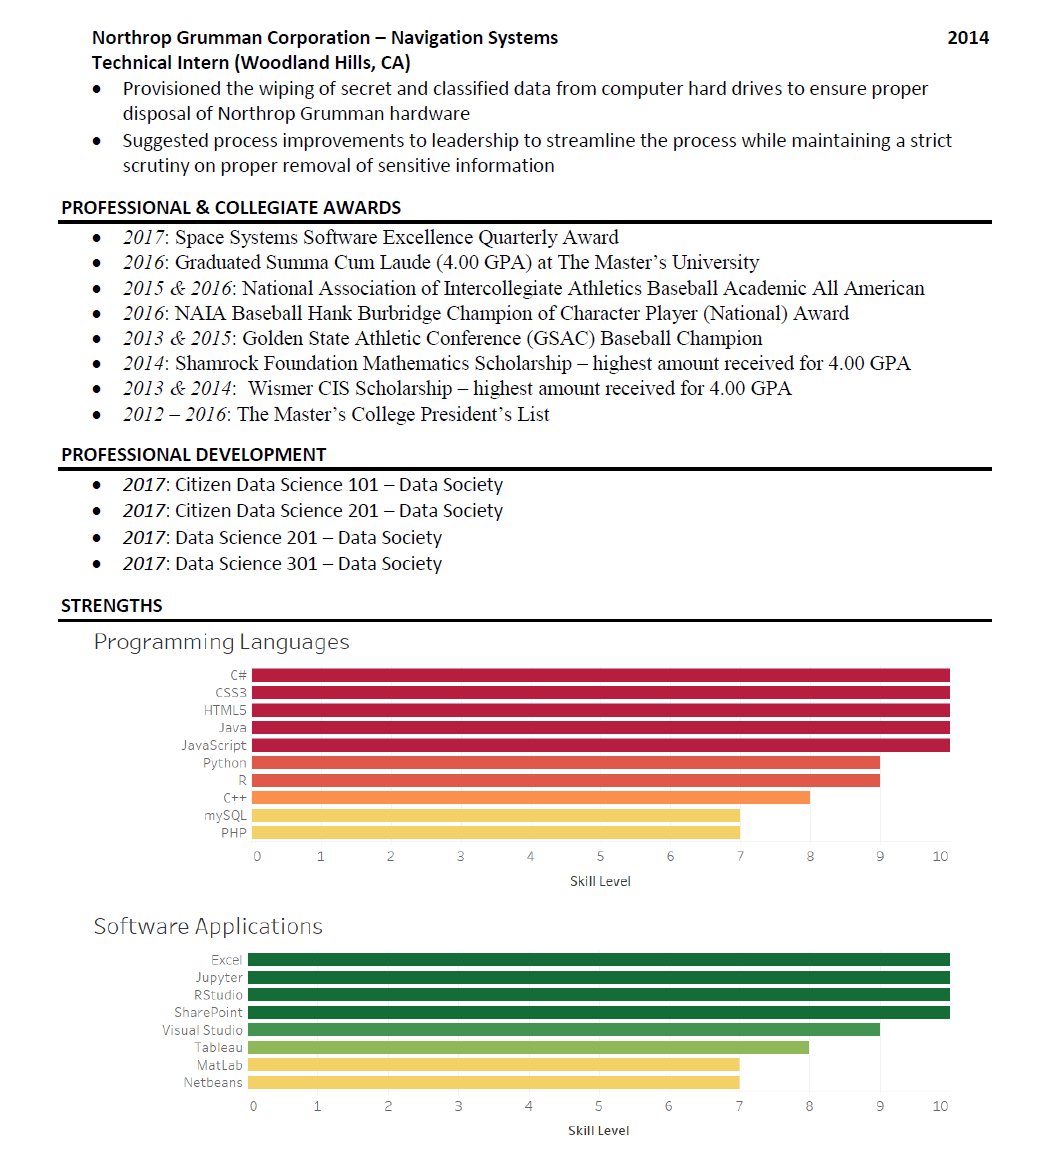 Northrop Grumman Corporation – Navigation Systems 2014
Technical Intern (Woodland Hills, CA)
• Provisioned the wiping of secret and classified data from computer hard drives to ensure proper
disposal of Northrop Grumman hardware
• Suggested process improvements to leadership to streamline the process while maintaining a strict
scrutiny on proper removal of sensitive information
PROFESSIONAL & COLLEGIATE AWARDS
• 2017: Space Systems Software Excellence Quarterly Award
• 2016: Graduated Summa Cum Laude (4.00 GPA) at The Master’s University
• 2015 & 2016: National Association of Intercollegiate Athletics Baseball Academic All American
• 2016: NAIA Baseball Hank Burbridge Champion of Character Player (National) Award
• 2013 & 2015: Golden State Athletic Conference (GSAC) Baseball Champion
• 2014: Shamrock Foundation Mathematics Scholarship – highest amount received for 4.00 GPA
• 2013 & 2014: Wismer CIS Scholarship – highest amount received for 4.00 GPA
• 2012 – 2016: The Master’s College President’s List
PROFESSIONAL DEVELOPMENT
• 2017: Citizen Data Science 101 – Data Society
• 2017: Citizen Data Science 201 – Data Society
• 2017: Data Science 201 – Data Society
• 2017: Data Science 301 – Data Society
STRENGTHS
Programming Languages
C#
CSS3
HTML5
Java
JavaScript
Python
R
C++
mySQL
PHP
0 1 2 3 4 5 6 7 8 9 10
Skill Level
Software Applications
Excel
Jupyter
RStudio
SharePoint
Visual Studio
Tableau
MatLab
Netbeans
0 1 2 3 4 5 6 7 8 9 10
Skill Level